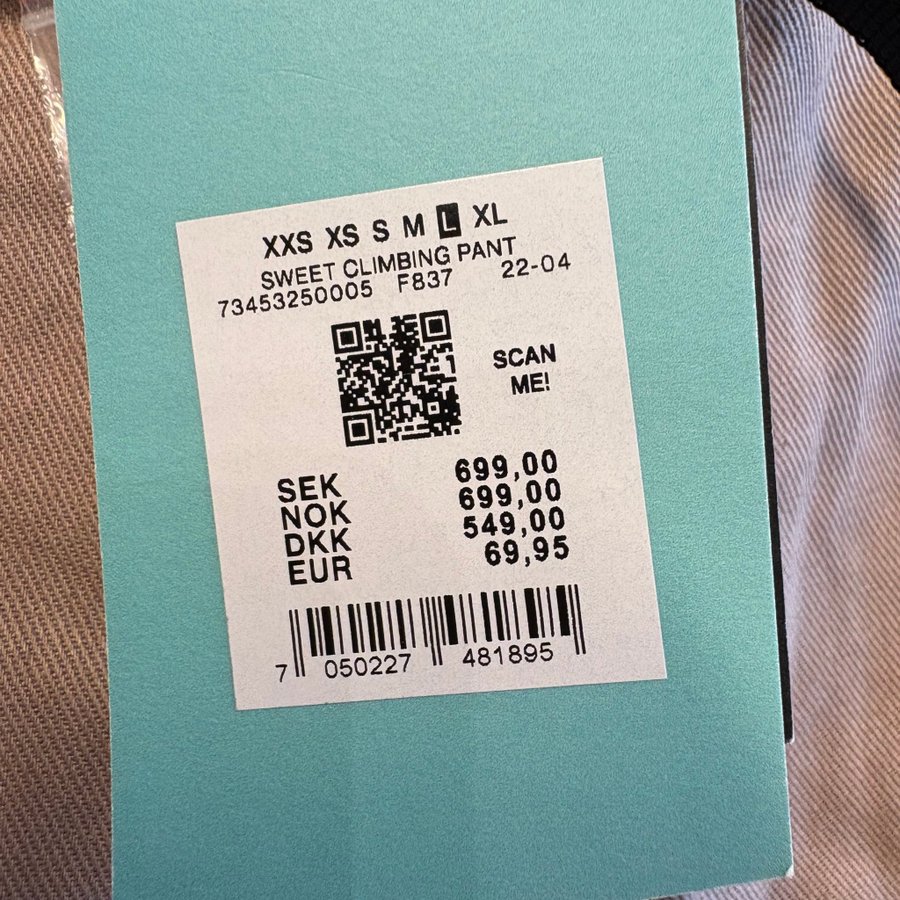 XXS XS S M L XL
SWEET CLIMBING PANT
73453250005 F837 22-04
SCAN
ME!
SEK 699,00
NOK 699,00
DKK 549,00
EUR 69,95
7 050227 481895